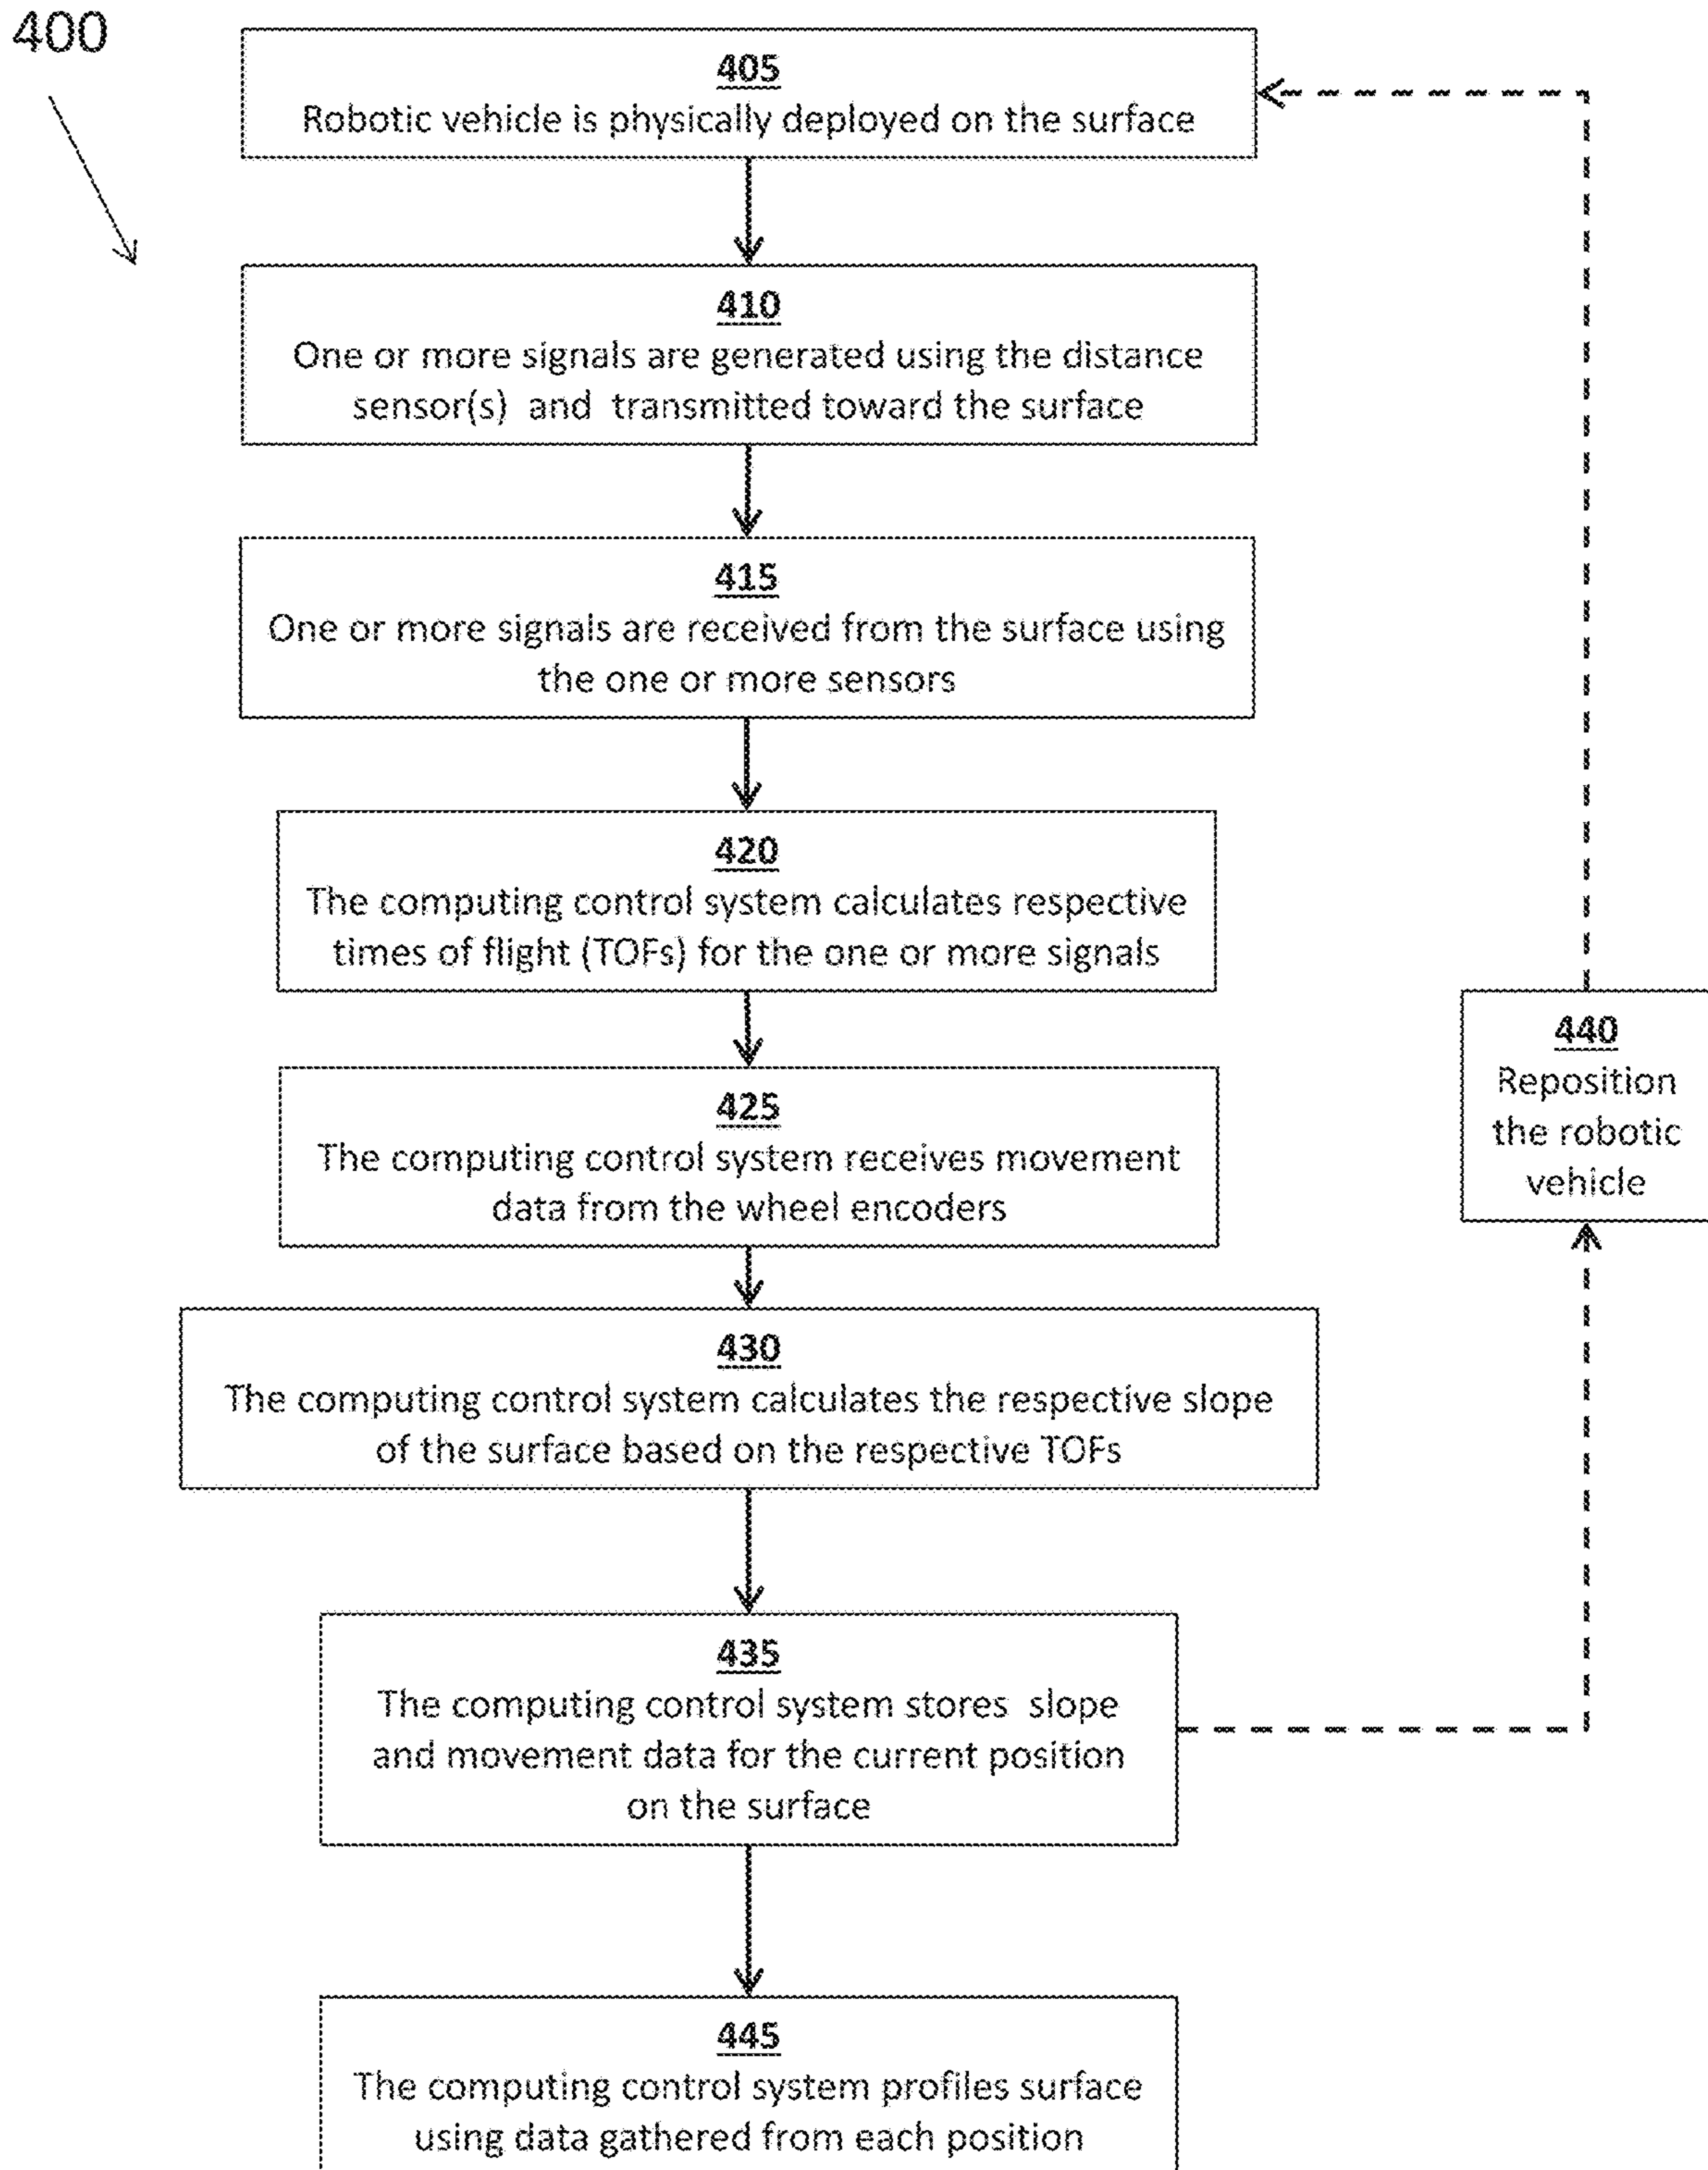 400
405
Robotic vehicle is physically deployed on the surface
410
One or more signals are generated using the distance
sensor(s) and transmitted toward the surface
415
One or more signals are received from the surface using
the one or more sensors
420
The computing control system calculates respective
times of flight (TOFs) for the one or more signals
425
The computing control system receives movement
data from the wheel encoders
440
Reposition
the robotic
vehicle
430
The computing control system calculates the respective slope
of the surface based on the respective TOFs
435
The computing control system stores slope
and movement data for the current position
on the surface
445
The computing control system profiles surface
using data gathered from each position